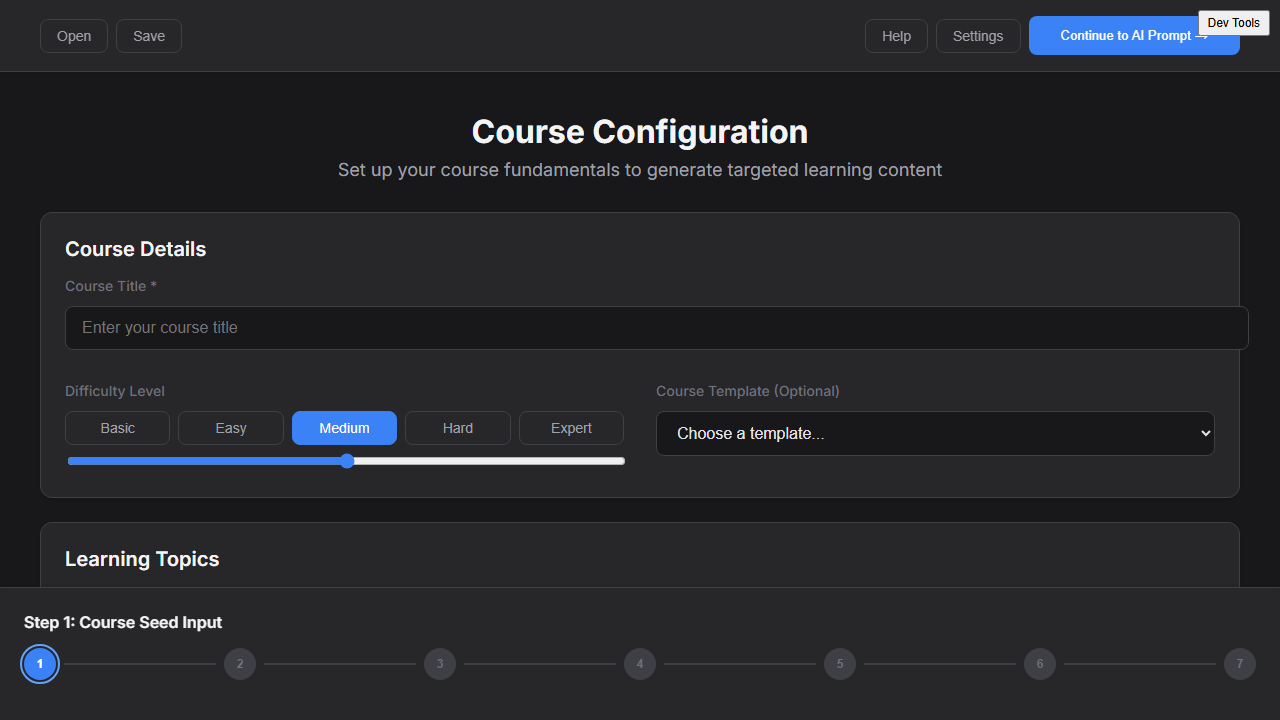 Open
Save
Help
Settings
Continue to AI Prompt →
Dev Tools
Course Configuration
Set up your course fundamentals to generate targeted learning content
Course Details
Course Title *
Enter your course title
Difficulty Level
Basic
Easy
Medium
Hard
Expert
Course Template (Optional)
Choose a template...
Learning Topics
Step 1: Course Seed Input
1
2
3
4
5
6
7